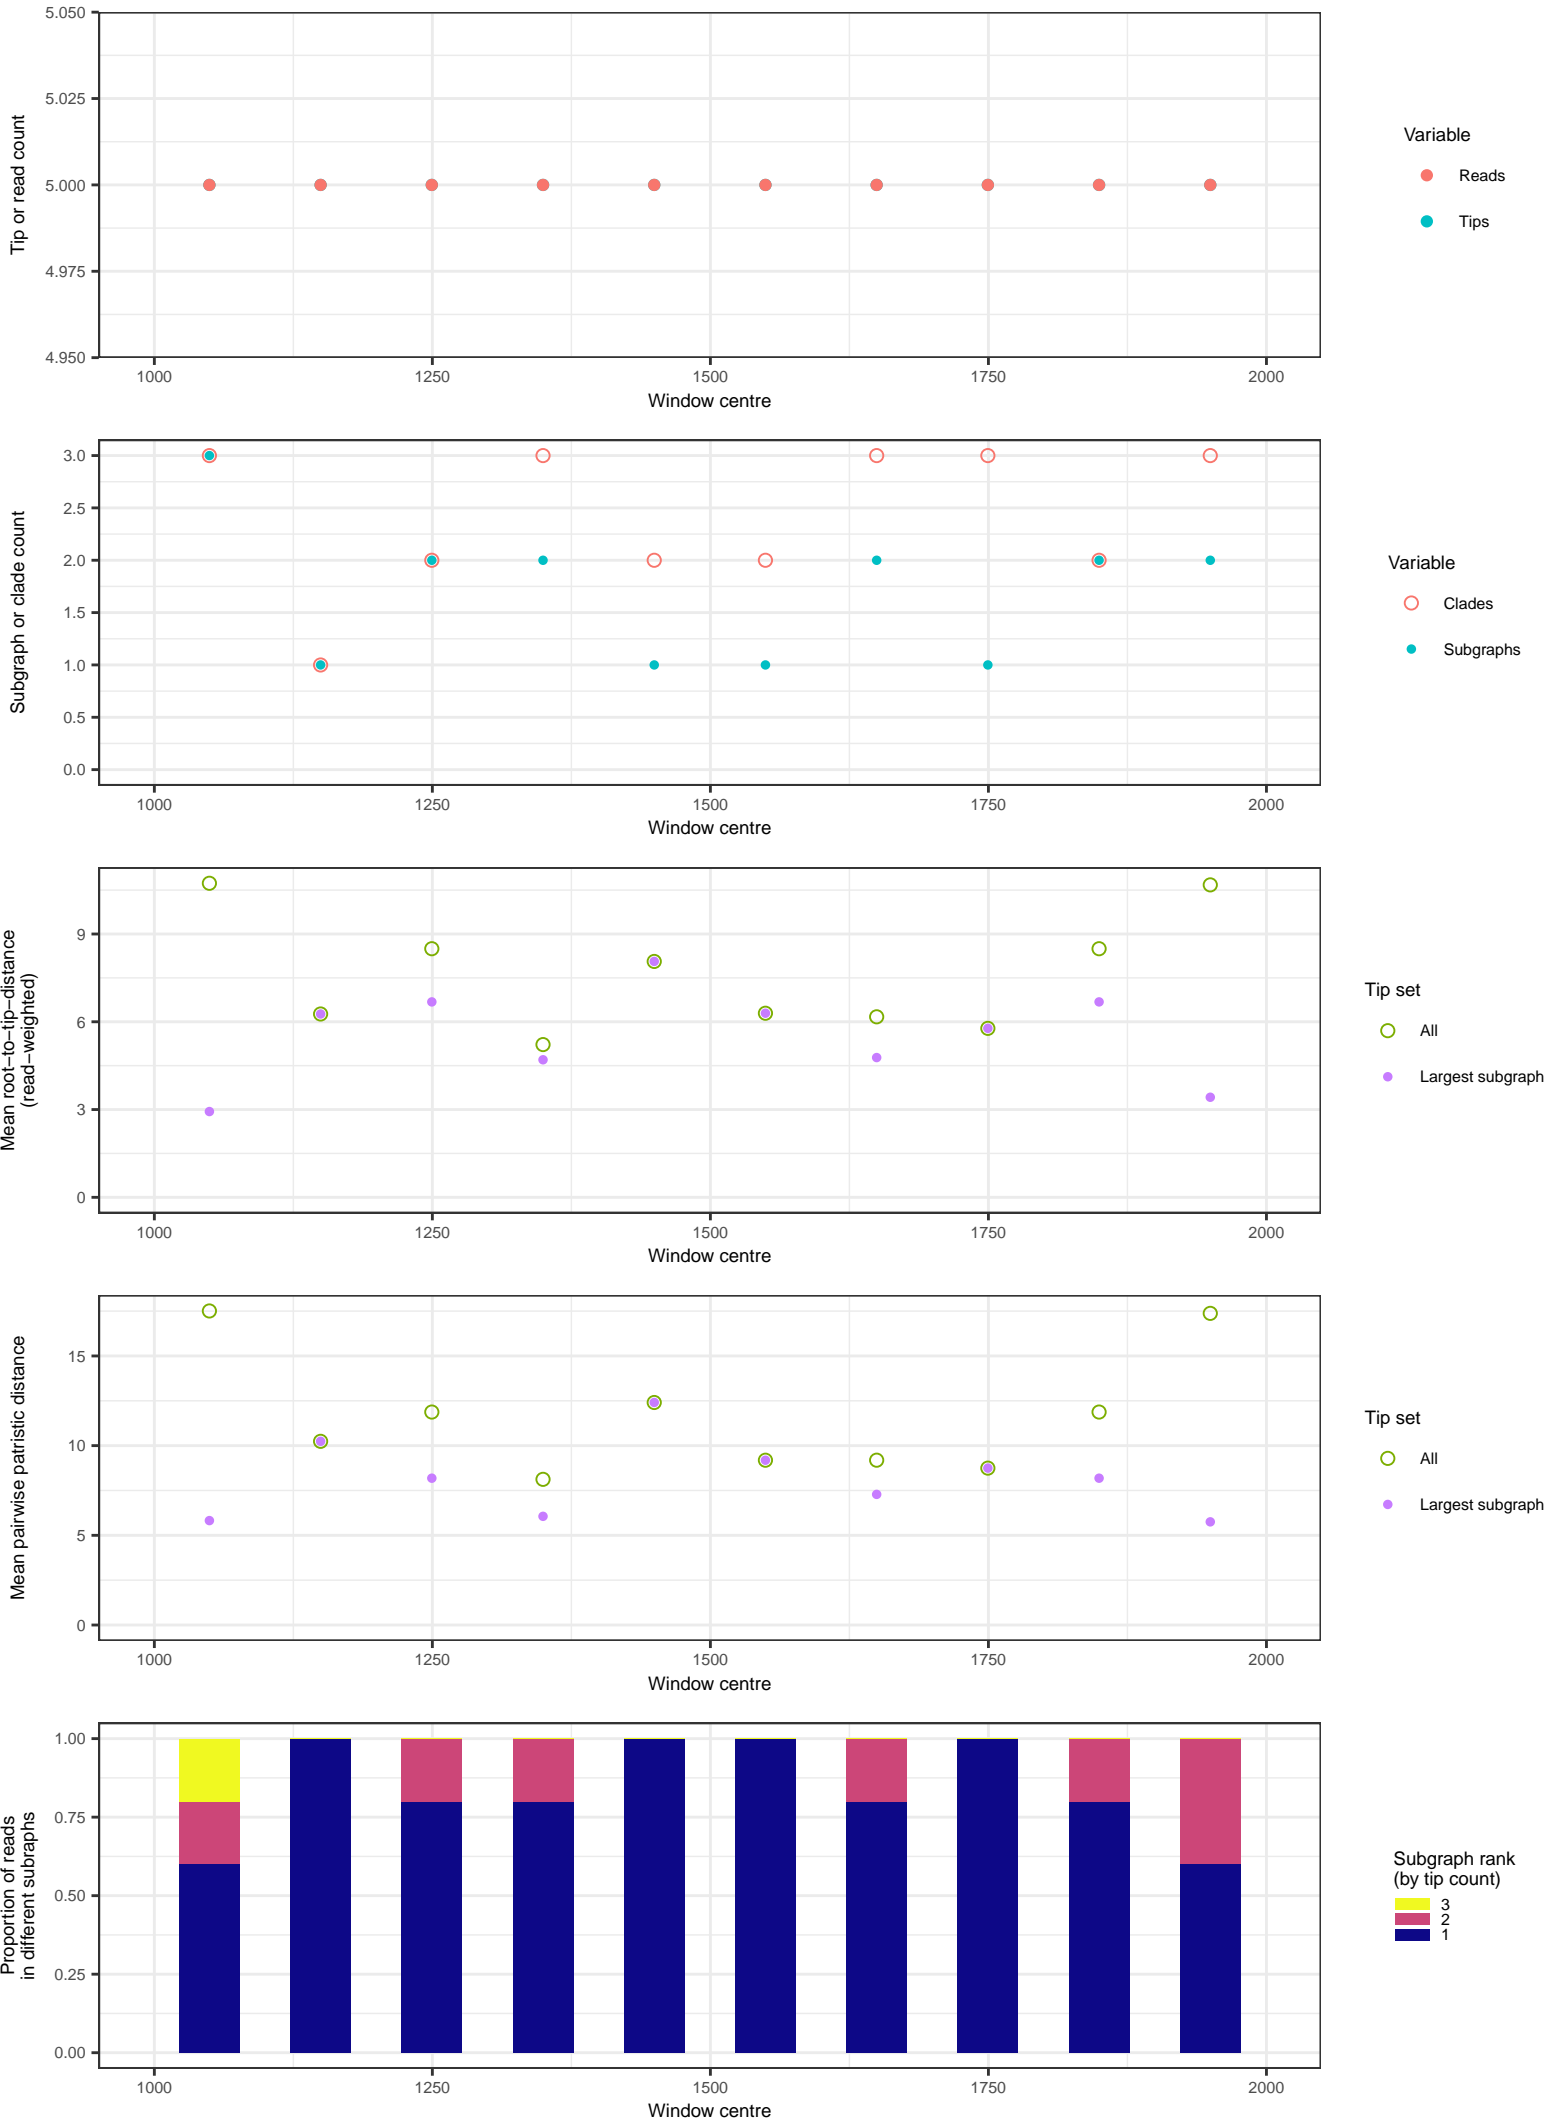 5.050
5.025
5.000
4.975
4.950
Tip or read count
1000 1250 1500 1750 2000
Window centre
Variable
Reads
Tips
3.0
2.5
2.0
1.5
1.0
0.5
0.0
Subgraph or clade count
1000 1250 1500 1750 2000
Window centre
Variable
Clades
Subgraphs
9
6
3
0
Mean root−to−tip−distance
(read−weighted)
1000 1250 1500 1750 2000
Window centre
Tip set
All
Largest subgraph
15
10
5
0
Mean pairwise patristic distance
1000 1250 1500 1750 2000
Window centre
Tip set
All
Largest subgraph
1.00
0.75
0.50
0.25
0.00
Proportion of reads
in different subraphs
1000 1250 1500 1750 2000
Window centre
Subgraph rank
(by tip count)
3
2
1